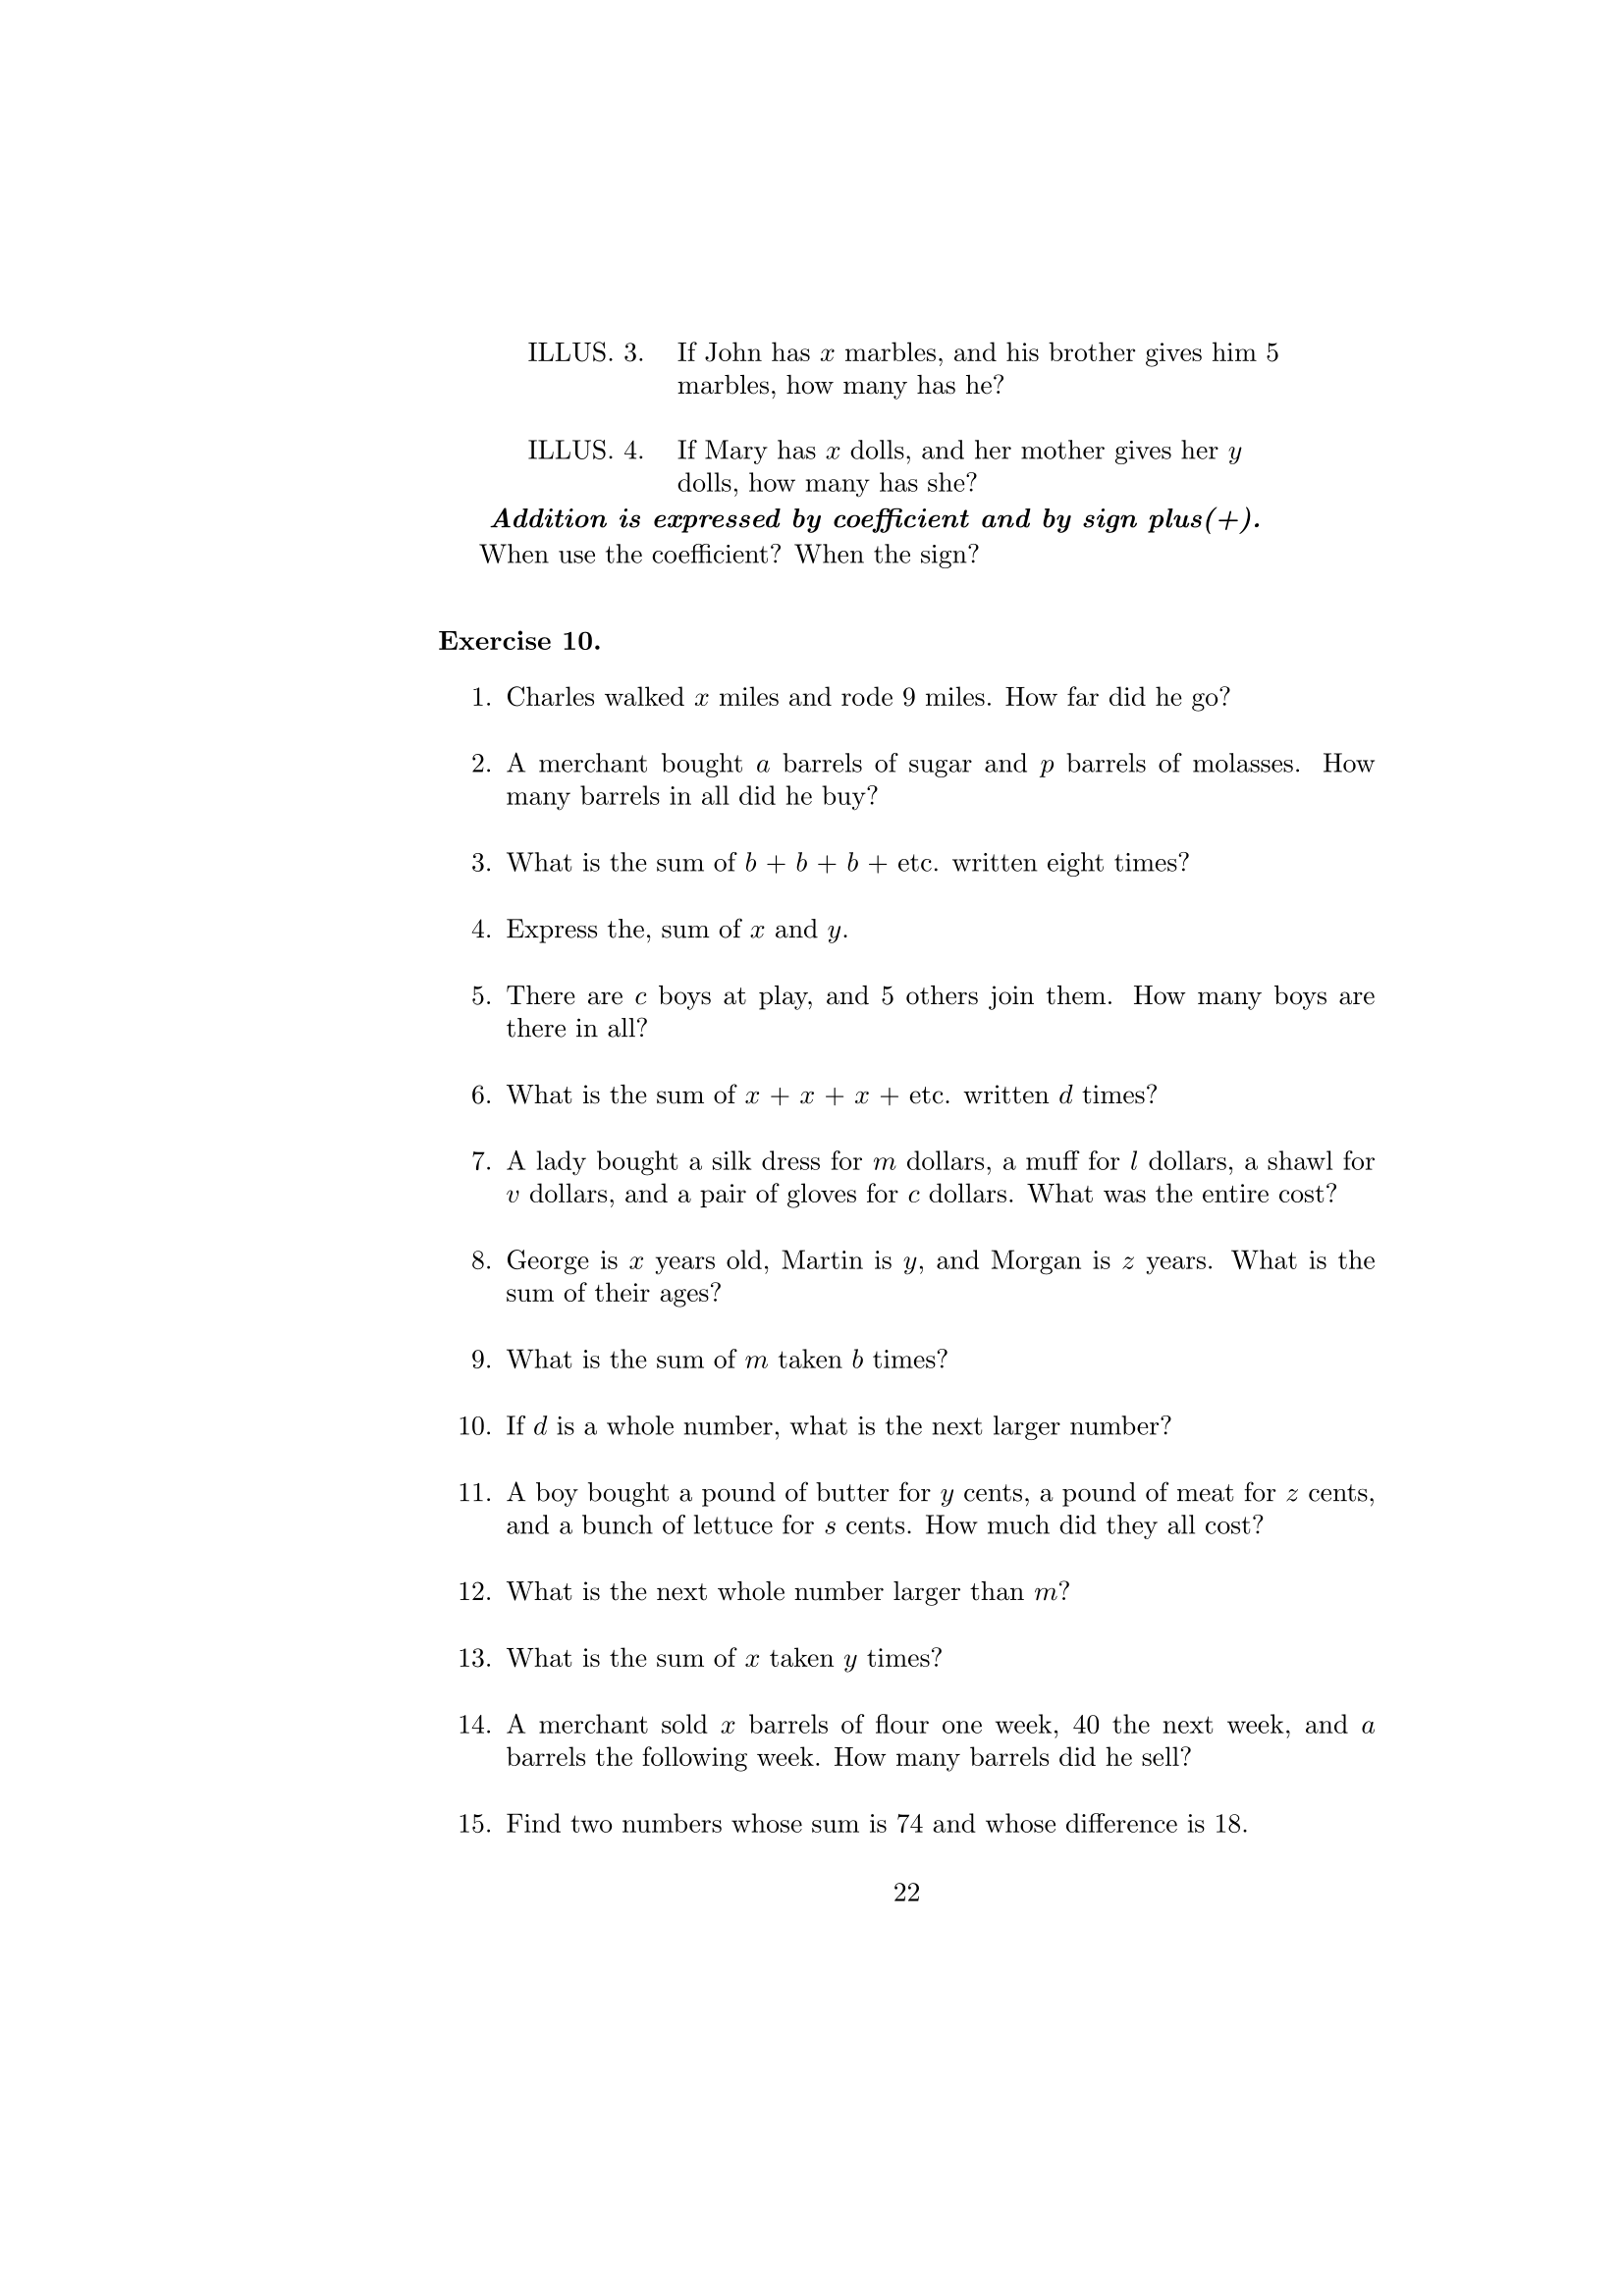 ILLUS. 3. If John has x marbles, and his brother gives him 5
marbles, how many has he?
ILLUS. 4. If Mary has x dolls, and her mother gives her y
dolls, how many has she?
Addition is expressed by coefficient and by sign plus(+).
When use the coefficient? When the sign?
Exercise 10.
1. Charles walked x miles and rode 9 miles. How far did he go?
2. A merchant bought a barrels of sugar and p barrels of molasses. How
many barrels in all did he buy?
3. What is the sum of b + b + b + etc. written eight times?
4. Express the, sum of x and y.
5. There are c boys at play, and 5 others join them. How many boys are
there in all?
6. What is the sum of x + x + x + etc. written d times?
7. A lady bought a silk dress for m dollars, a muff for l dollars, a shawl for
v dollars, and a pair of gloves for c dollars. What was the entire cost?
8. George is x years old, Martin is y, and Morgan is z years. What is the
sum of their ages?
9. What is the sum of m taken b times?
10. If d is a whole number, what is the next larger number?
11. A boy bought a pound of butter for y cents, a pound of meat for z cents,
and a bunch of lettuce for s cents. How much did they all cost?
12. What is the next whole number larger than m?
13. What is the sum of x taken y times?
14. A merchant sold x barrels of flour one week, 40 the next week, and a
barrels the following week. How many barrels did he sell?
15. Find two numbers whose sum is 74 and whose difference is 18.
22